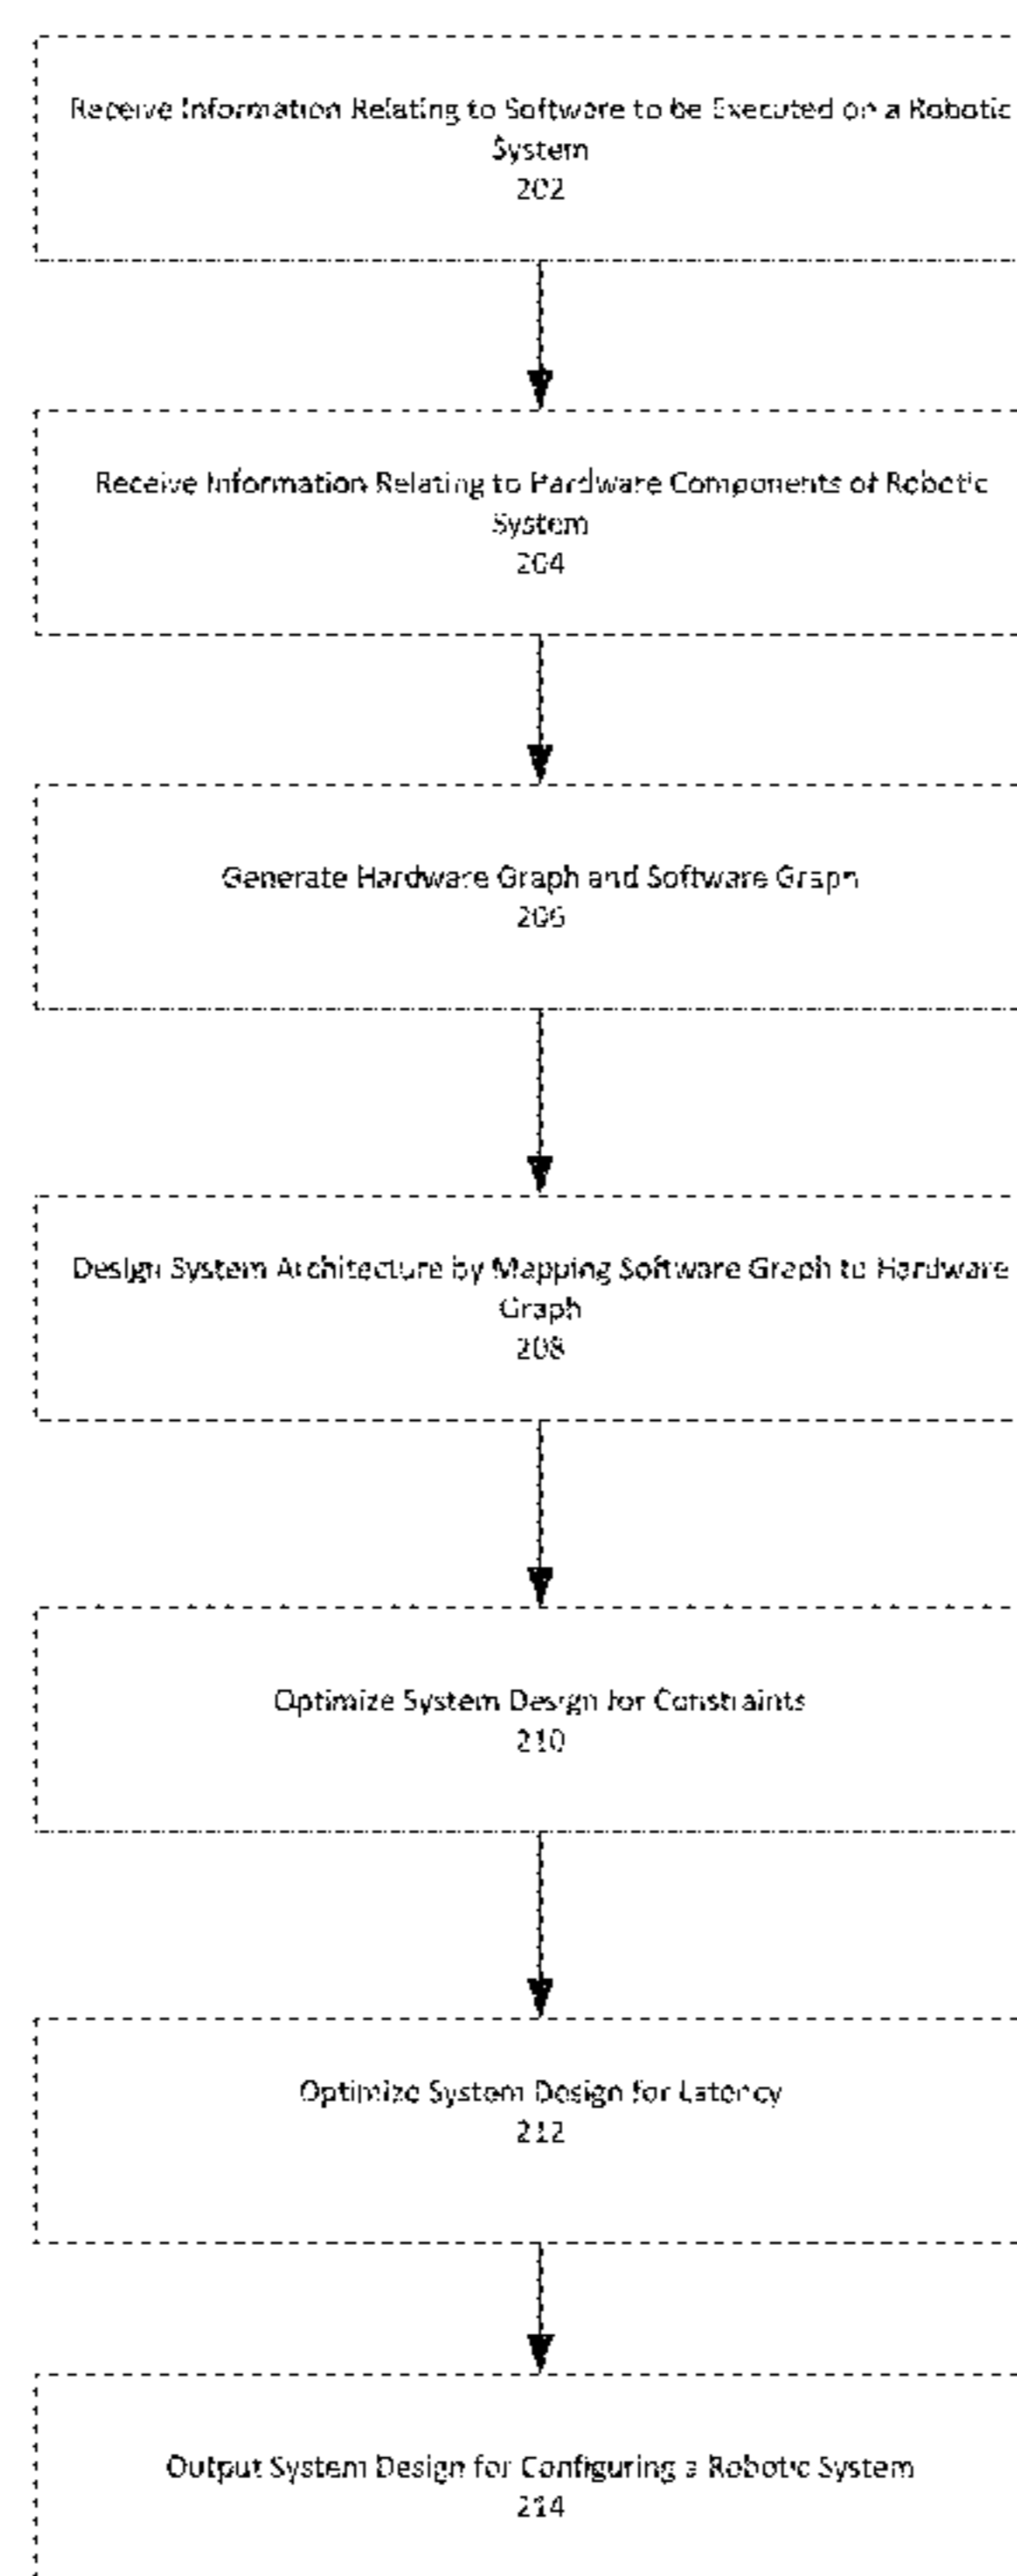 Receive Information Relating to Software to be Executed on a Robotic
System
202
Receive Information Relating to Hardware Components of Robotic
System
204
Generate Hardware Graph and Software Graph
206
Design System Architecture by Mapping Software Graph to Hardware
Graph
208
Optimize System Design for Constraints
210
Optimize System Design for Latency
212
Output System Design for Configuring a Robotic System
214